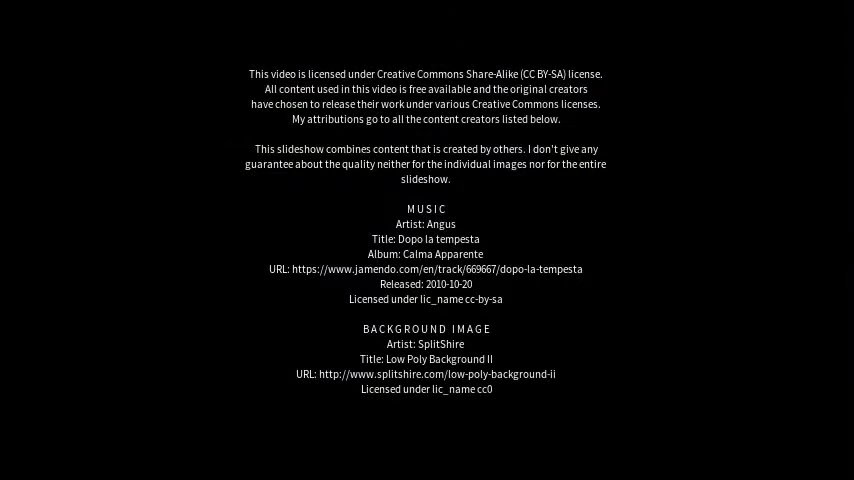 This video is licensed under Creative Commons Share-Alike (CC BY-SA) license.
All content used in this video is free available and the original creators
have chosen to release their work under various Creative Commons licenses.
My attributions go to all the content creators listed below.
This slideshow combines content that is created by others. I don't give any
guarantee about the quality neither for the individual images nor for the entire
slideshow.
MUSIC
Artist: Angus
Title: Dopo la tempesta
Album: Calma Apparente
URL: https://www.jamendo.com/en/track/669667/dopo-la-tempesta
Released: 2010-10-20
Licensed under lic_name cc-by-sa
BACKGROUND IMAGE
Artist: SplitShire
Title: Low Poly Background II
URL: http://www.splitshire.com/low-poly-background-ii
Licensed under lic_name cc0